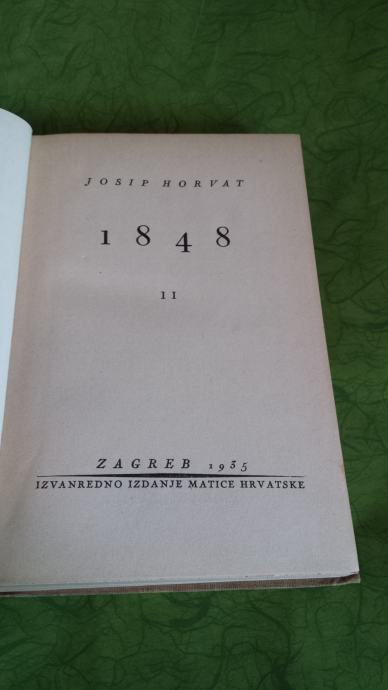 JOSIP HORVAT
1848
II
ZAGREB 1935
IZVANREDNO IZDANJE MATICE HRVATSKE